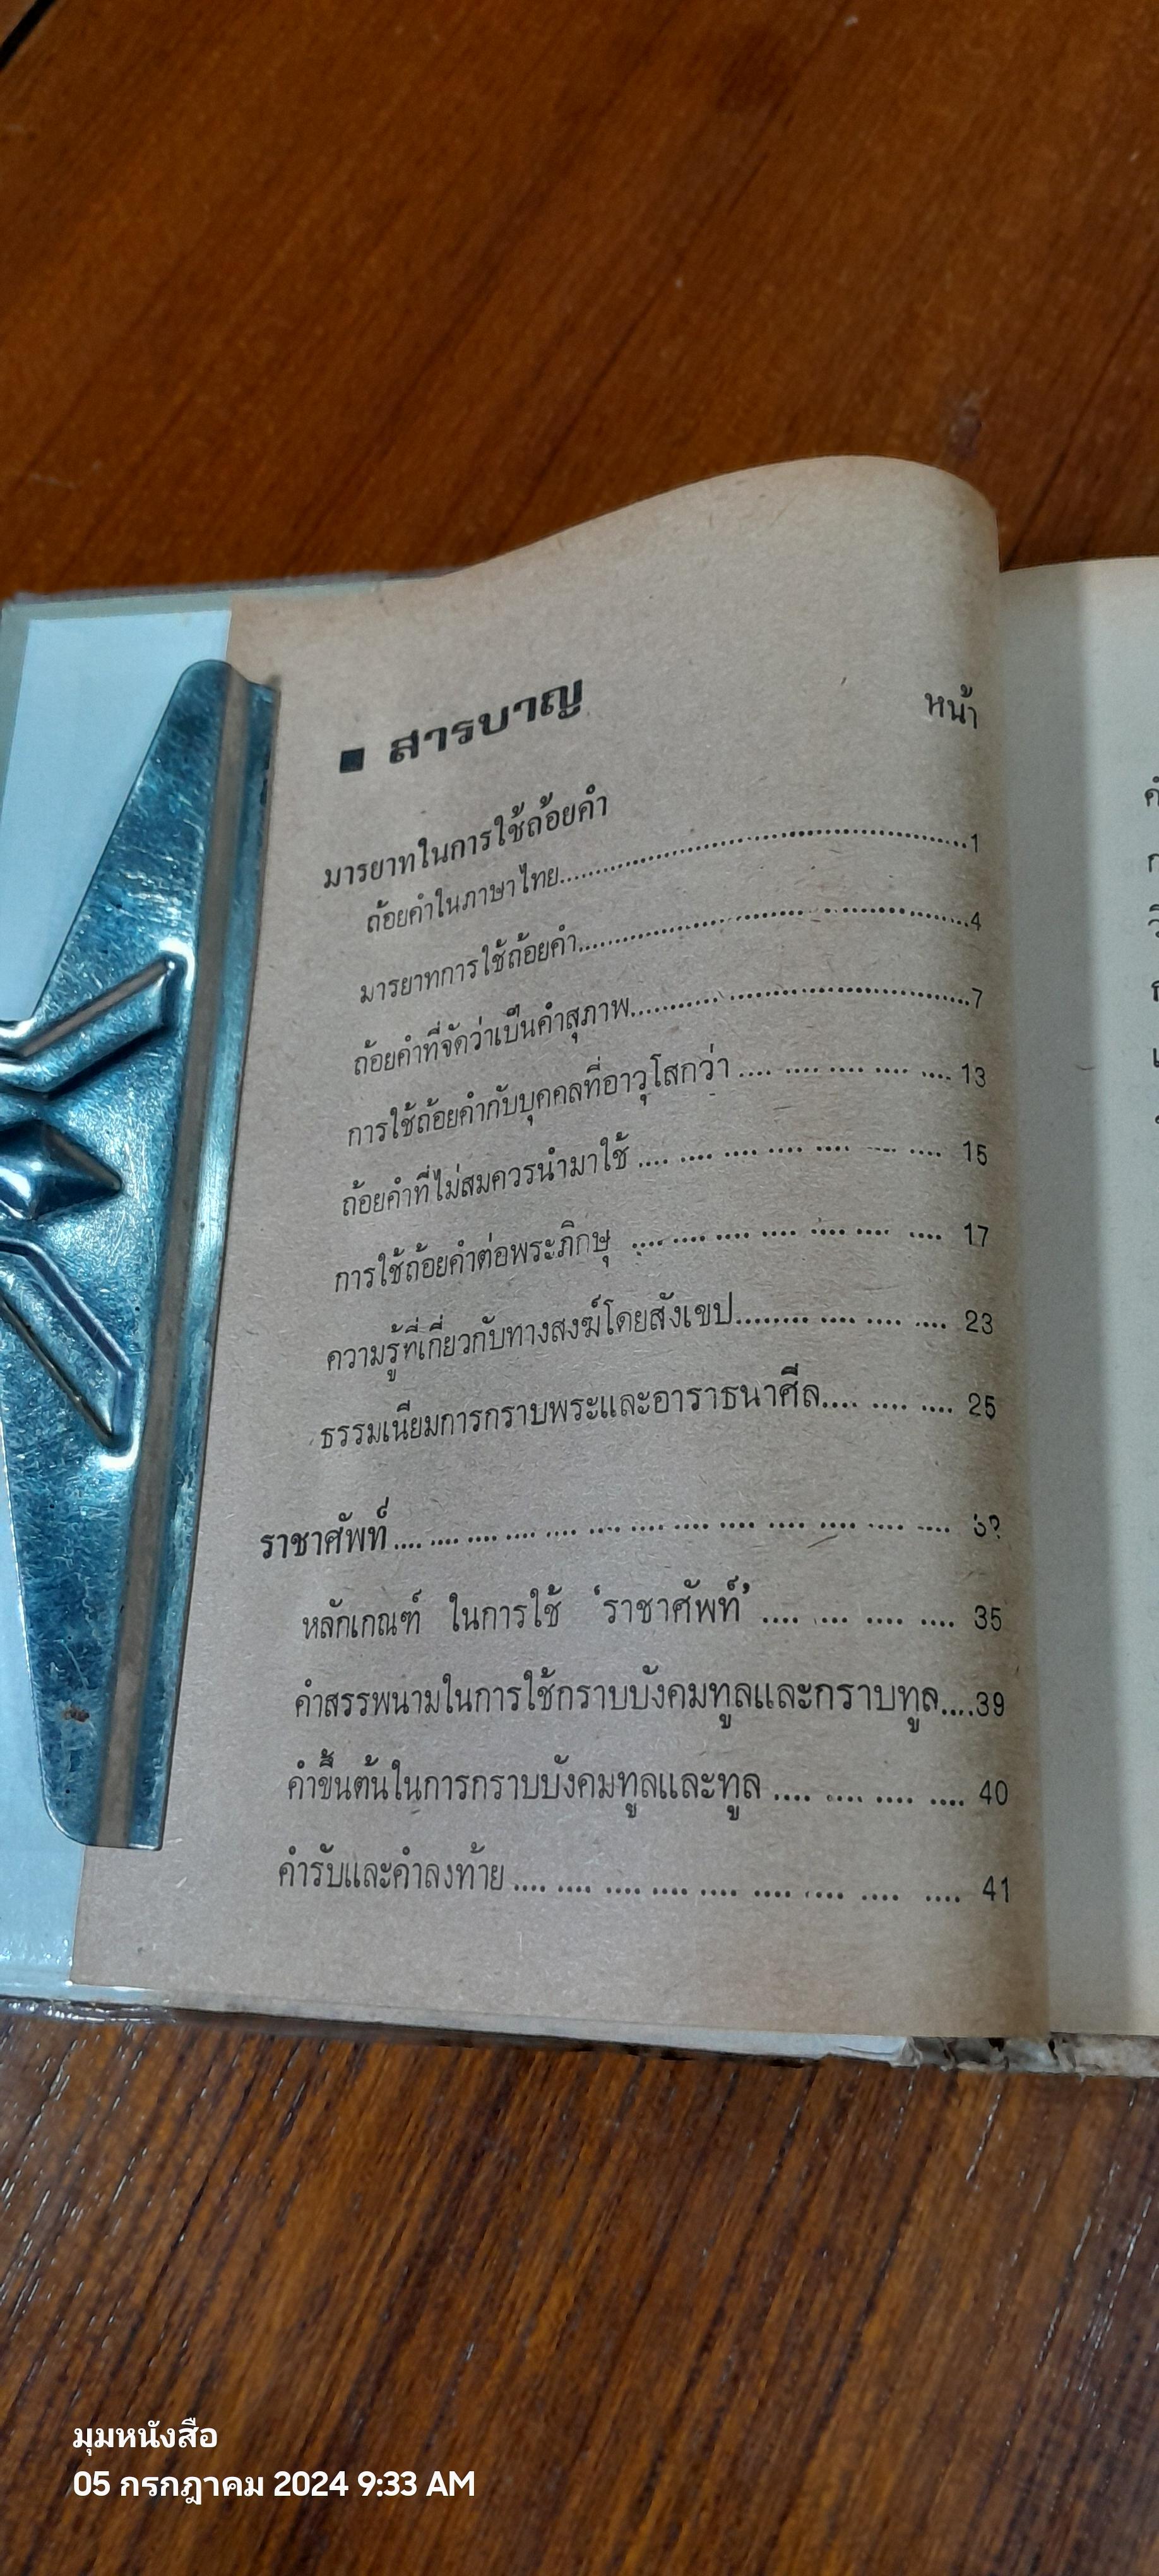 ■ สารบาญ
หน้า
มารยาทในการใช้ถ้อยคำ
ถ้อยคำในภาษาไทย..............................1
มารยาทการใช้ถ้อยคำ..............................4
ถ้อยคำที่จัดว่าเป็นคำสุภาพ..............................7
การใช้ถ้อยคำกับบุคคลที่อาวุโสกว่า .... .... .... .... .... 13
ถ้อยคำที่ไม่สมควรนำมาใช้ .... .... .... .... .... .... .... 15
การใช้ถ้อยคำต่อพระภิกษุ .... .... .... .... .... .... .... 17
ความรู้ที่เกี่ยวกับทางสงฆ์โดยสังเขป........ .... .... .... 23
ธรรมเนียมการกราบพระและอาราธนาศีล.... .... .... 25
ราชาศัพท์ .... .... .... .... .... .... .... .... .... .... .... .... ....
หลักเกณฑ์ ในการใช้ ‘ราชาศัพท์’ .... .... .... .... 35
คำสรรพนามในการใช้กราบบังคมทูลและกราบทูล....39
คำขึ้นต้นในการกราบบังคมทูลและทูล .... .... .... .... 40
คำรับและคำลงท้าย .... .... .... .... .... .... .... .... .... 41
มุมหนังสือ
05 กรกฎาคม 2024 9:33 AM